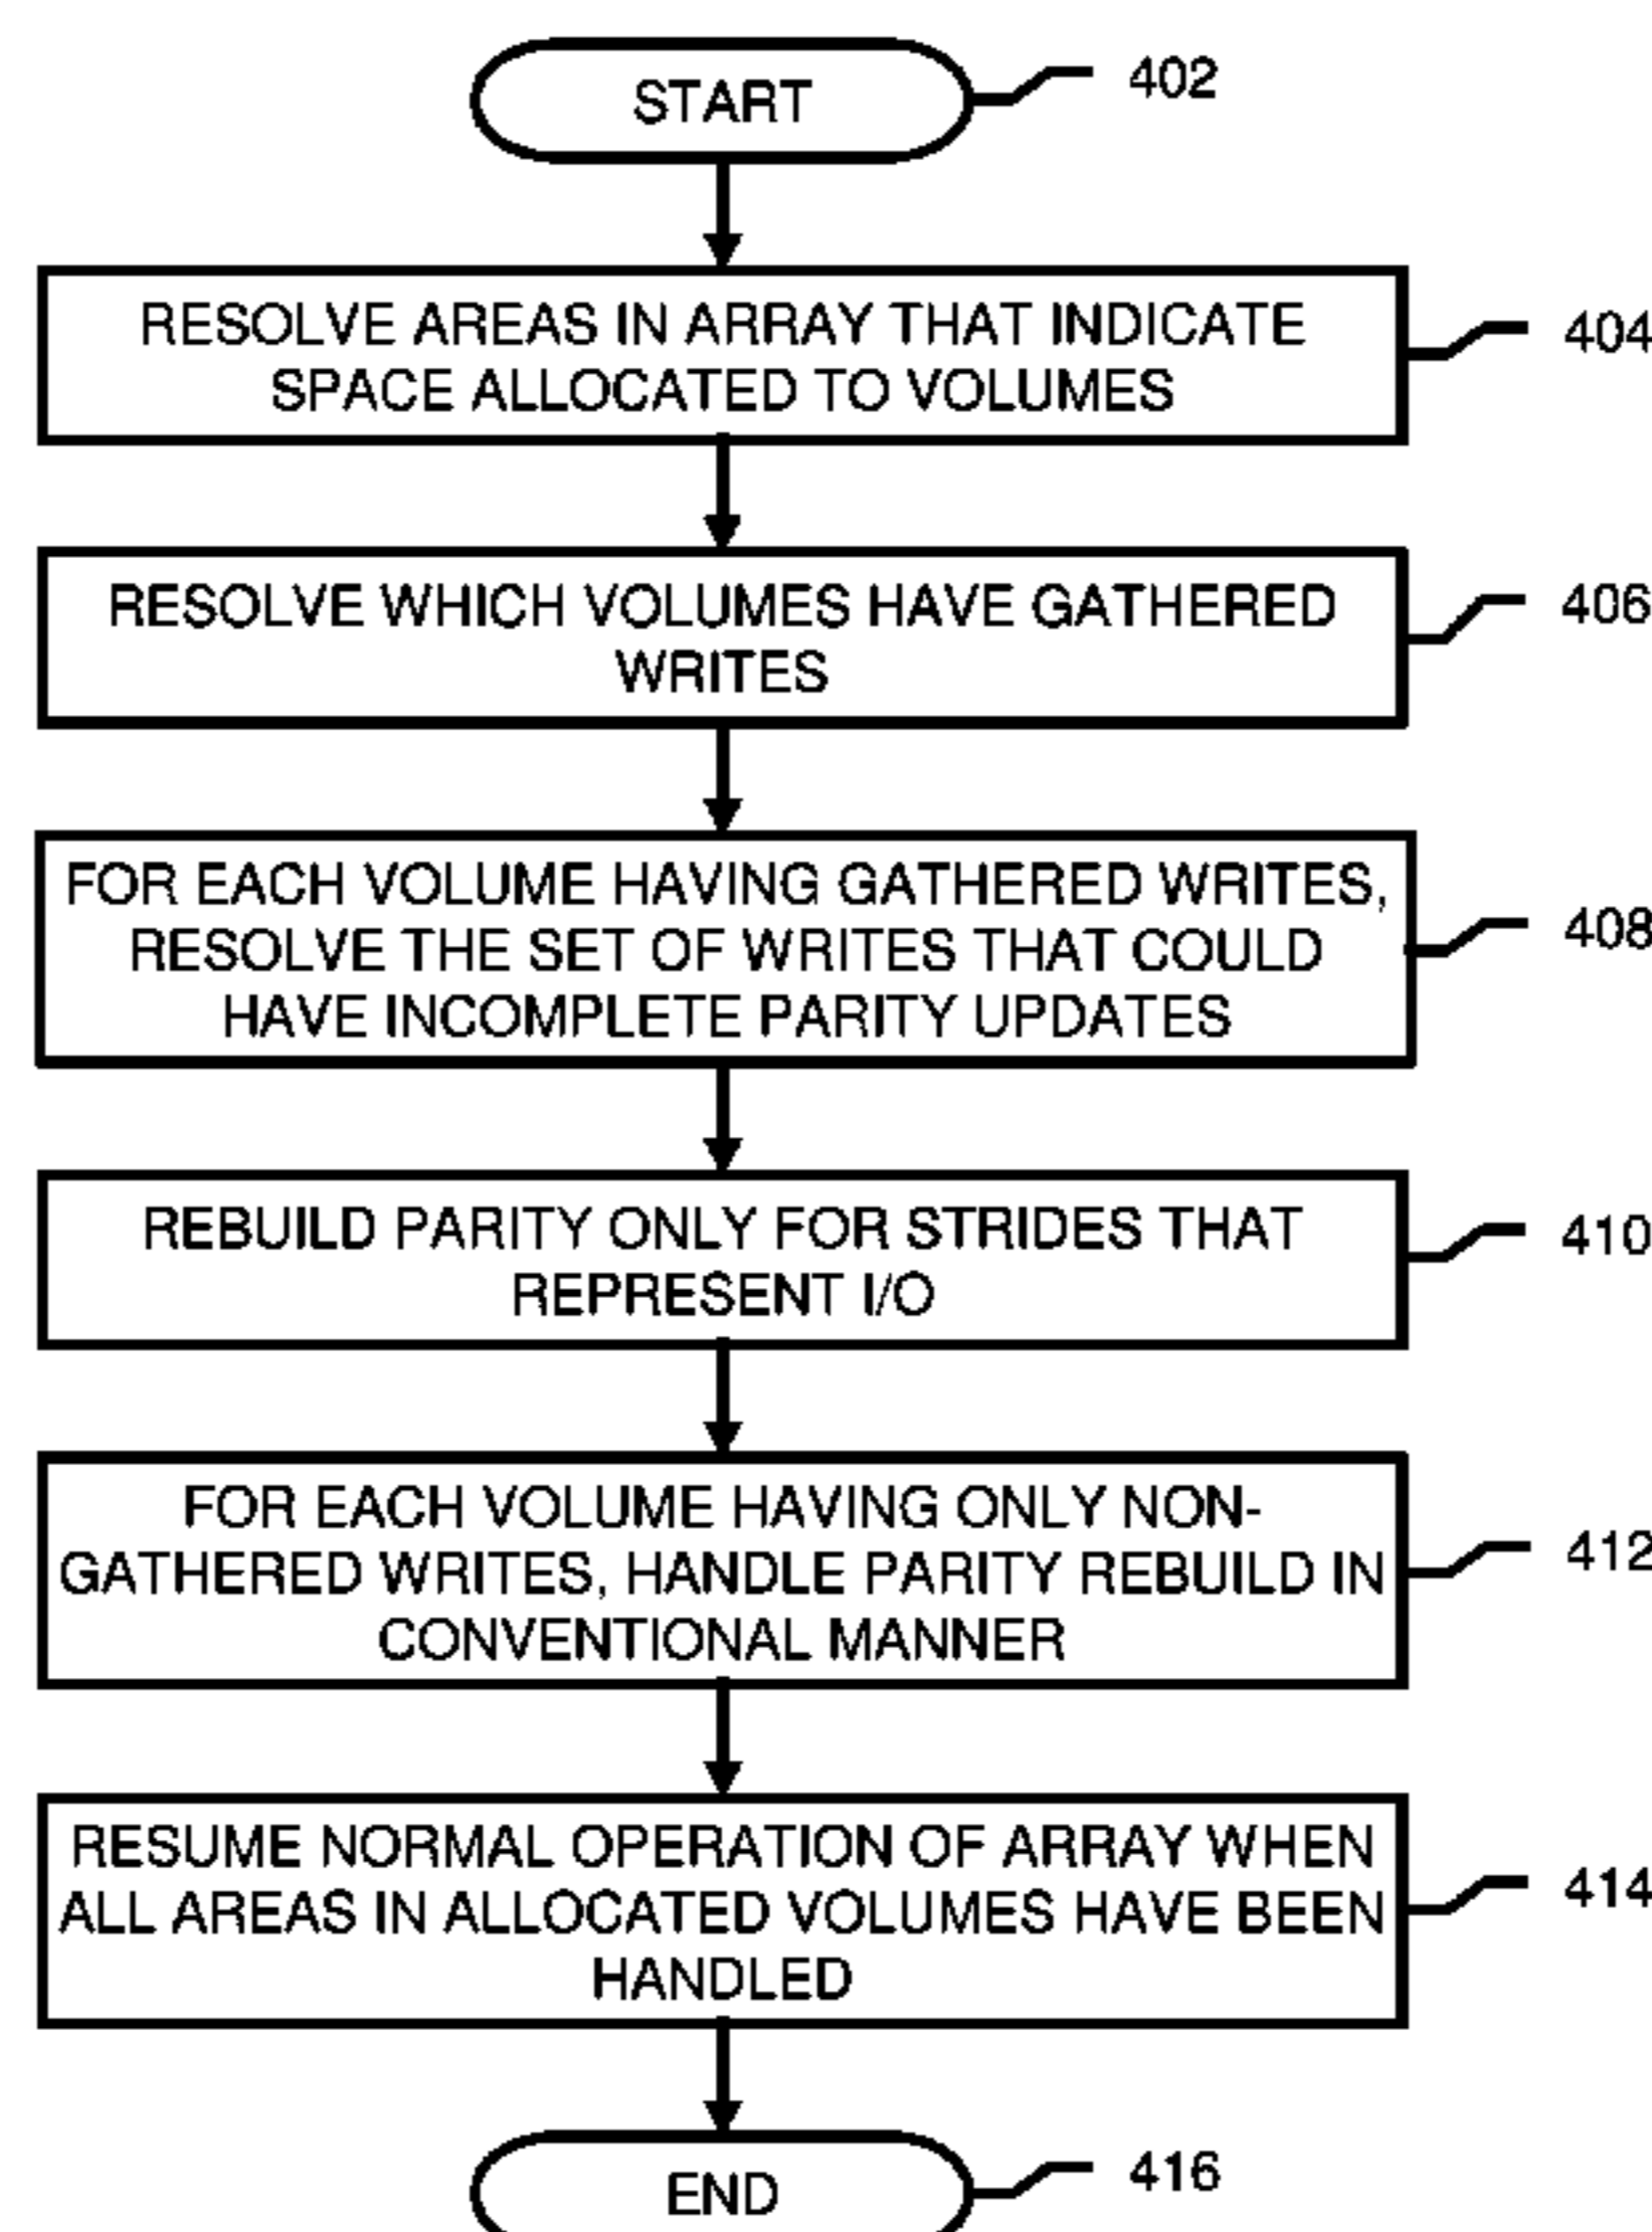 START
402
RESOLVE AREAS IN ARRAY THAT INDICATE
SPACE ALLOCATED TO VOLUMES
404
RESOLVE WHICH VOLUMES HAVE GATHERED
WRITES
406
FOR EACH VOLUME HAVING GATHERED WRITES,
RESOLVE THE SET OF WRITES THAT COULD
HAVE INCOMPLETE PARITY UPDATES
408
REBUILD PARITY ONLY FOR STRIDES THAT
REPRESENT I/O
410
FOR EACH VOLUME HAVING ONLY NON-
GATHERED WRITES, HANDLE PARITY REBUILD IN
CONVENTIONAL MANNER
412
RESUME NORMAL OPERATION OF ARRAY WHEN
ALL AREAS IN ALLOCATED VOLUMES HAVE BEEN
HANDLED
414
END
416